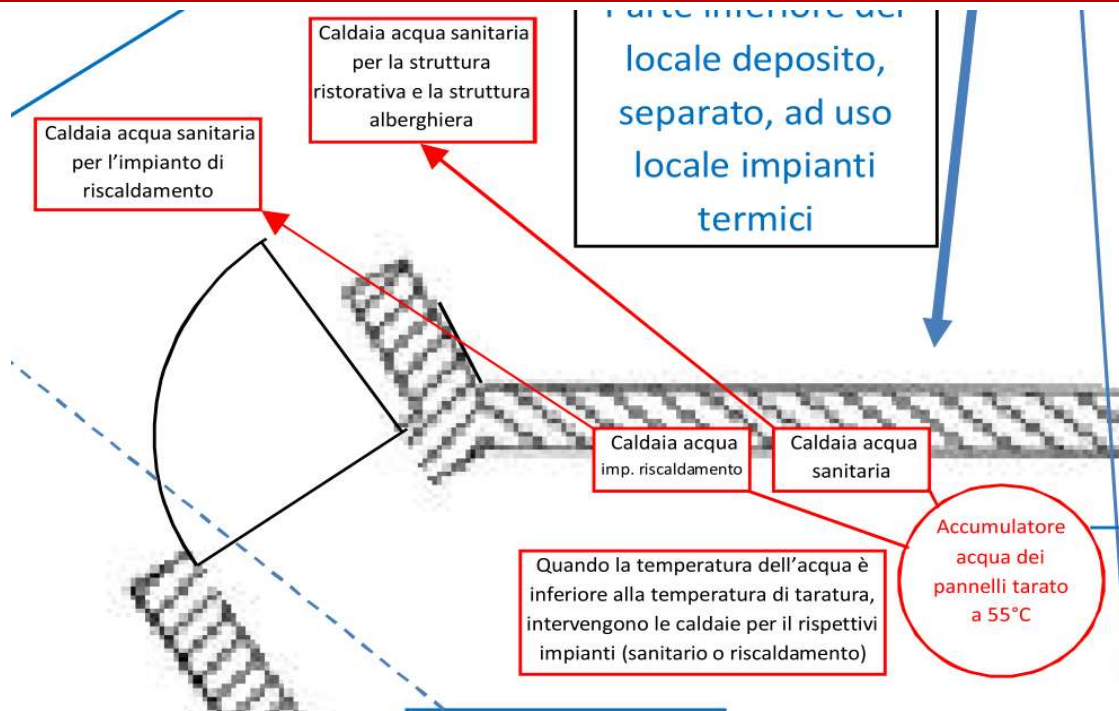 Caldaia acqua sanitaria
per la struttura
ristorativa e la struttura
alberghiera
Caldaia acqua sanitaria
per l’impianto di
riscaldamento
Parte inferiore del
locale deposito,
separato, ad uso
locale impianti
termici
Caldaia acqua
imp. riscaldamento
Caldaia acqua
sanitaria
Accumulatore
acqua dei
pannelli tarato
a 55°C
Quando la temperatura dell’acqua è
inferiore alla temperatura di taratura,
intervengono le caldaie per il rispettivi
impianti (sanitario o riscaldamento)